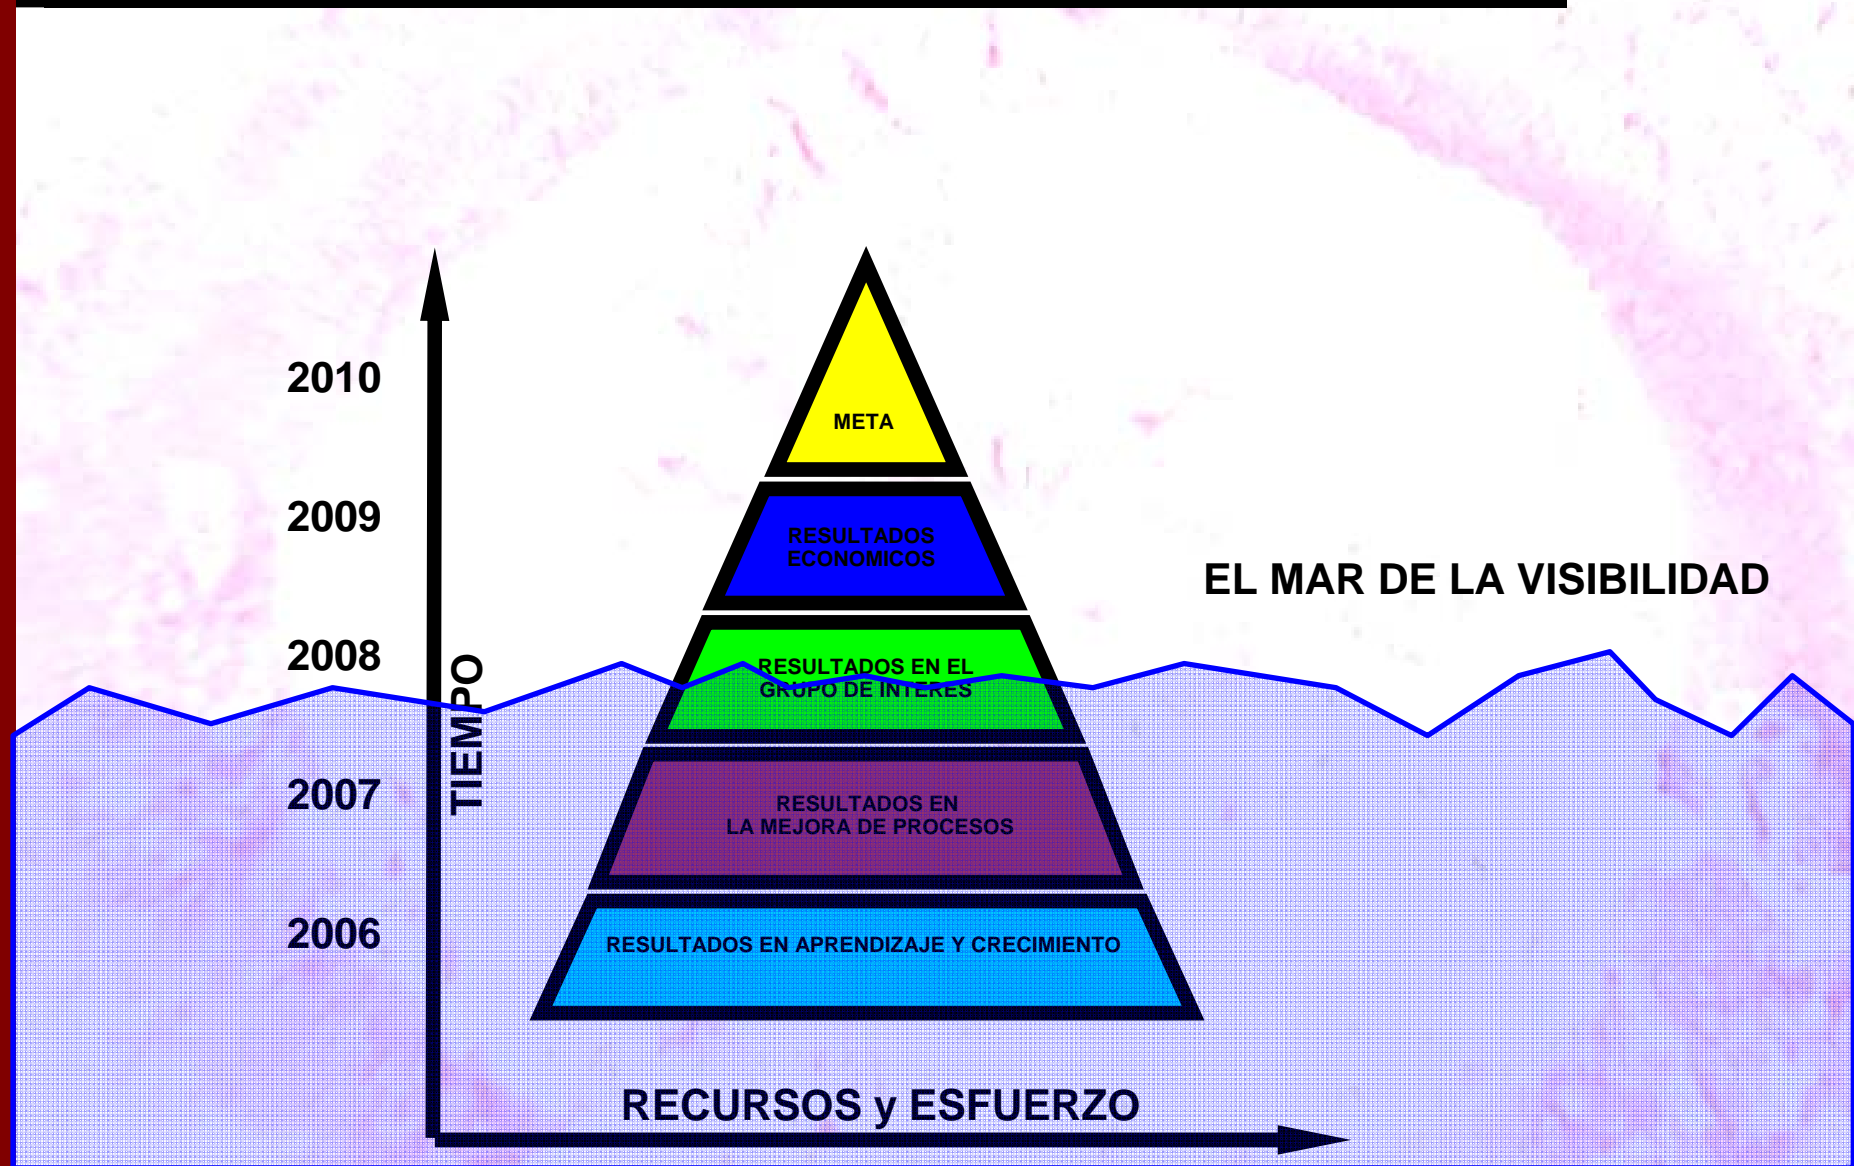 2010
META
2009
RESULTADOS
ECONOMICOS
EL MAR DE LA VISIBILIDAD
2008
TIEMPO
RESULTADOS EN EL
GRUPO DE INTERES
2007
RESULTADOS EN
LA MEJORA DE PROCESOS
2006
RESULTADOS EN APRENDIZAJE Y CRECIMIENTO
RECURSOS y ESFUERZO